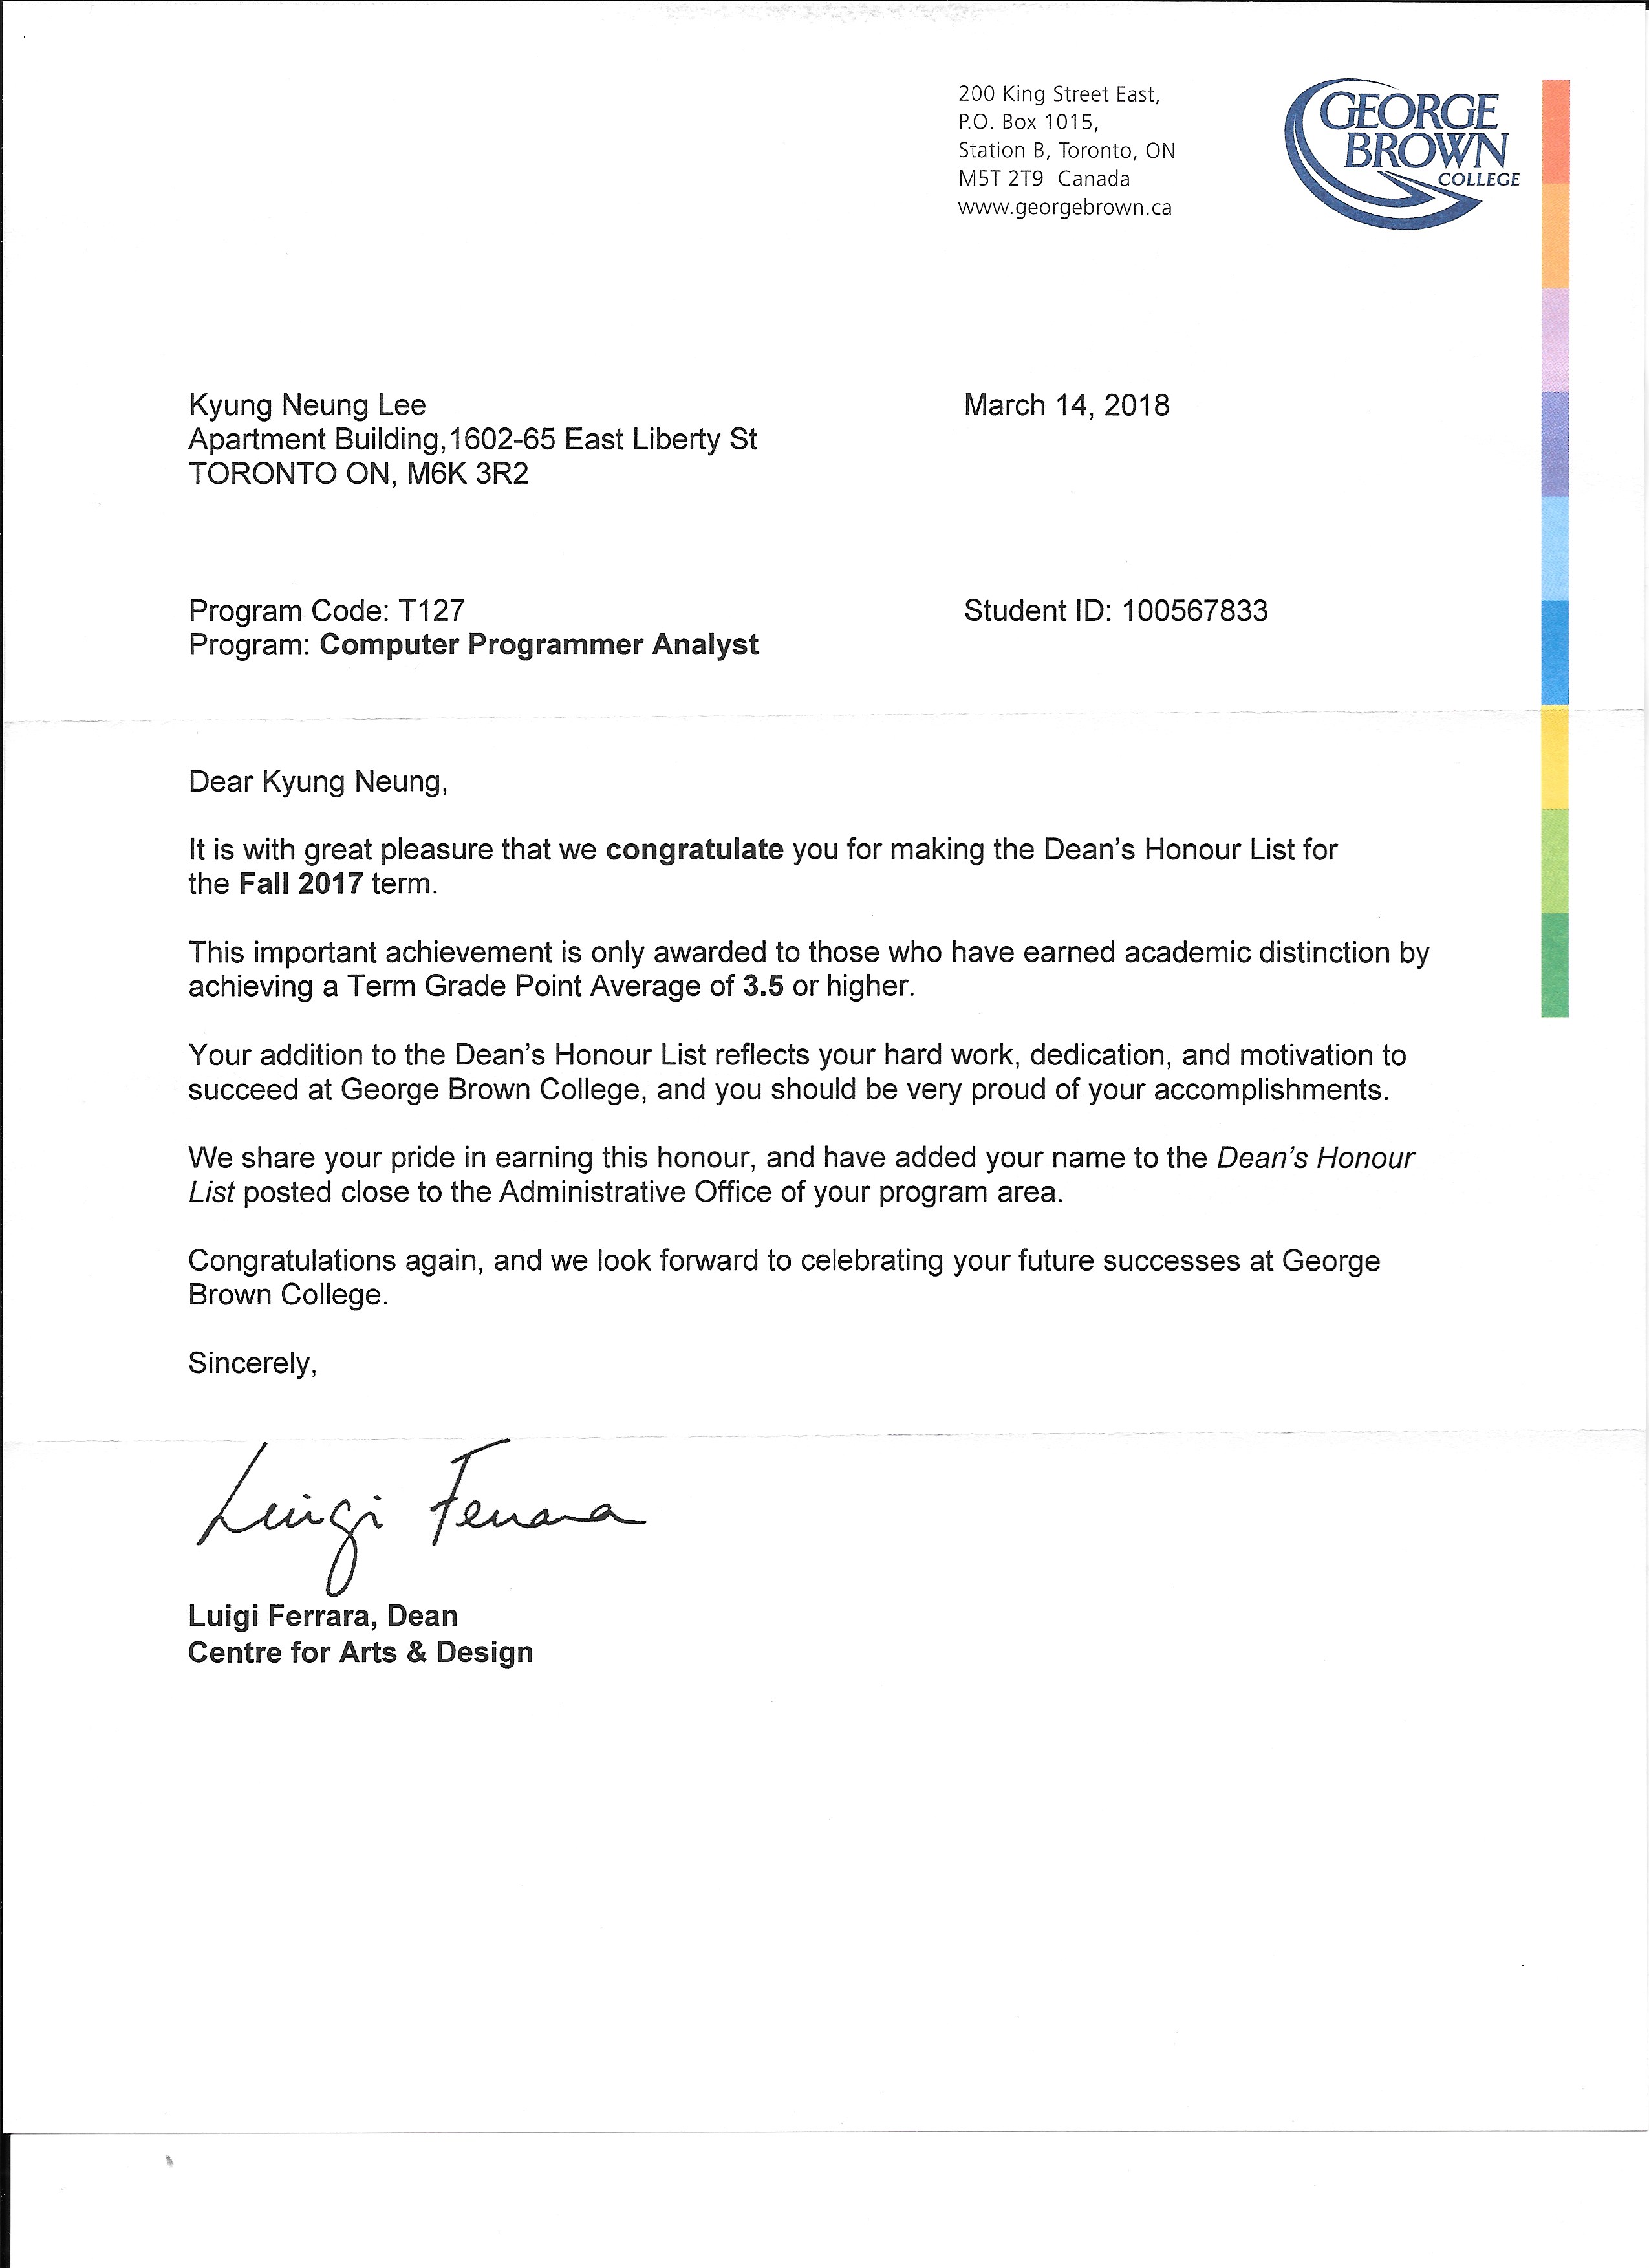 200 King Street East,
P.O. Box 1015,
Station B, Toronto, ON
M5T 2T9 Canada
www.georgebrown.ca
GEORGE
BROWN
COLLEGE
Kyung Neung Lee
Apartment Building,1602-65 East Liberty St
TORONTO ON, M6K 3R2
March 14, 2018
Program Code: T127
Program: Computer Programmer Analyst
Student ID: 100567833
Dear Kyung Neung,
It is with great pleasure that we congratulate you for making the Dean's Honour List for
the Fall 2017 term.
This important achievement is only awarded to those who have earned academic distinction by
achieving a Term Grade Point Average of 3.5 or higher.
Your addition to the Dean's Honour List reflects your hard work, dedication, and motivation to
succeed at George Brown College, and you should be very proud of your accomplishments.
We share your pride in earning this honour, and have added your name to the Dean's Honour
List posted close to the Administrative Office of your program area.
Congratulations again, and we look forward to celebrating your future successes at George
Brown College.
Sincerely,
Luigi Ferrara
Luigi Ferrara, Dean
Centre for Arts & Design